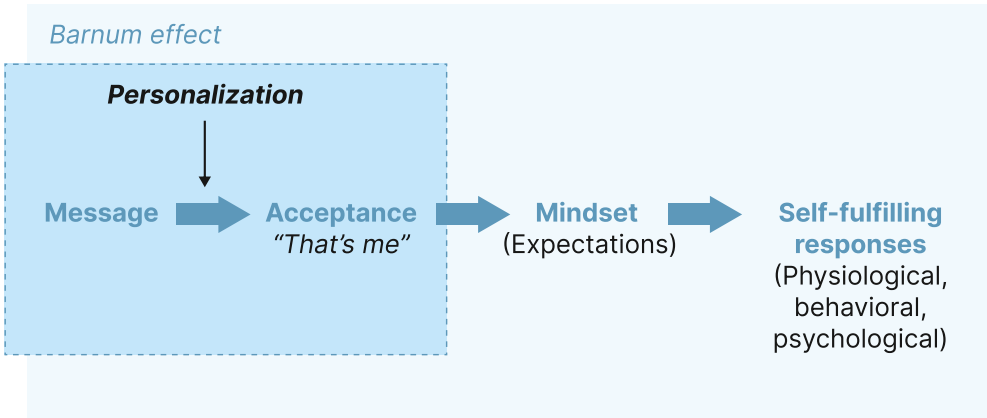 Barnum effect
Personalization
Message
Acceptance
“That’s me”
Mindset
(Expectations)
Self-fulfilling
responses
(Physiological,
behavioral,
psychological)